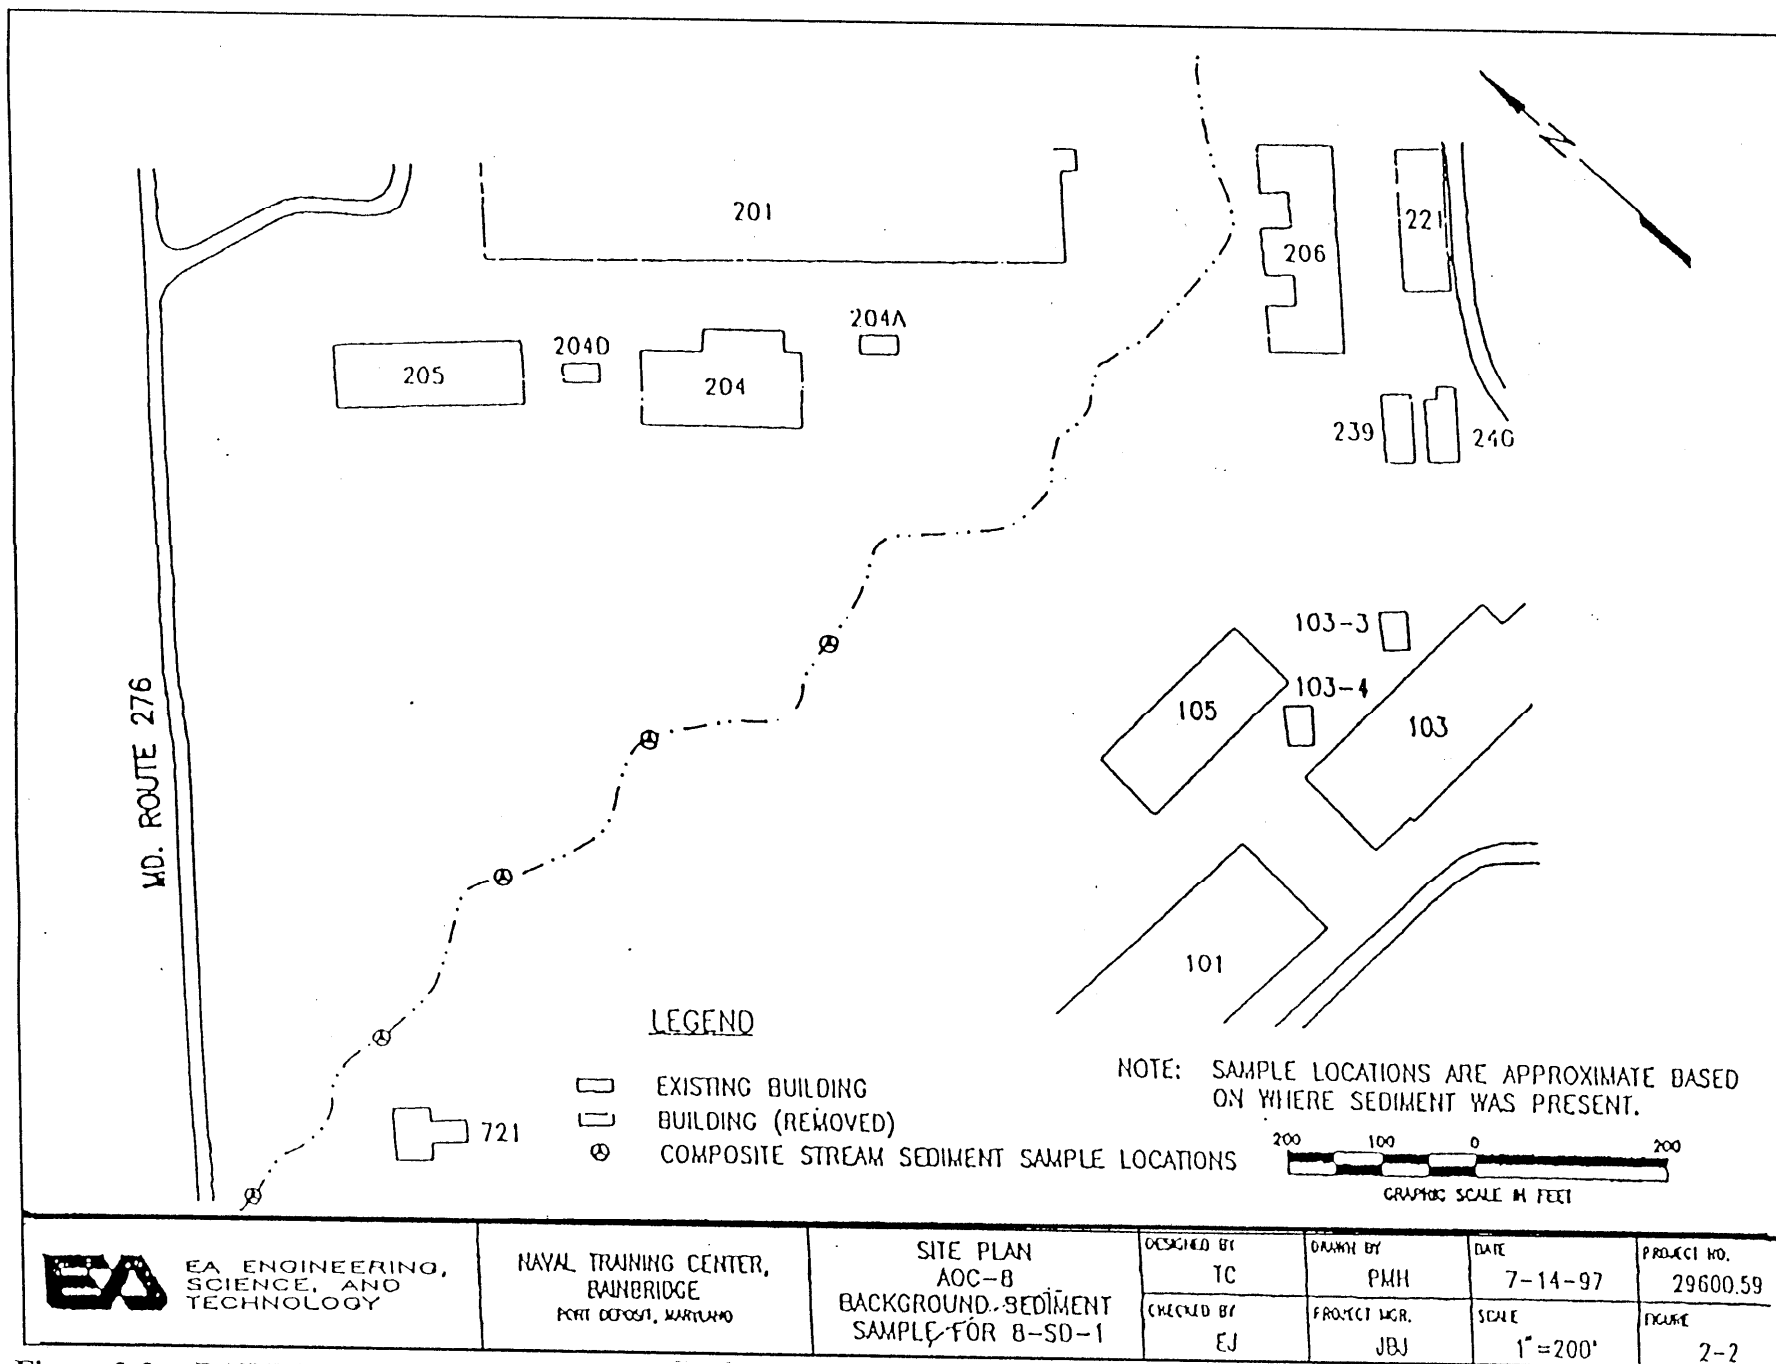 N
201
206
221
204A
204D
205
204
239
240
103-3
103-4
105
103
101
MD. ROUTE 276
721
LEGEND
EXISTING BUILDING
BUILDING (REMOVED)
COMPOSITE STREAM SEDIMENT SAMPLE LOCATIONS
NOTE: SAMPLE LOCATIONS ARE APPROXIMATE BASED
ON WHERE SEDIMENT WAS PRESENT.
200 100 0 200
GRAPHIC SCALE IN FEET
EA
EA ENGINEERING,
SCIENCE, AND
TECHNOLOGY
NAVAL TRAINING CENTER,
BAINBRIDGE
PORT DEPOSIT, MARYLAND
SITE PLAN
AOC-8
BACKGROUND SEDIMENT
SAMPLE FOR 8-SD-1
DESIGNED BY
TC
DRAWN BY
PMH
DATE
7-14-97
PROJECT NO.
29600.59
CHECKED BY
EJ
PROJECT MGR.
JBJ
SCALE
1"=200'
FIGURE
2-2